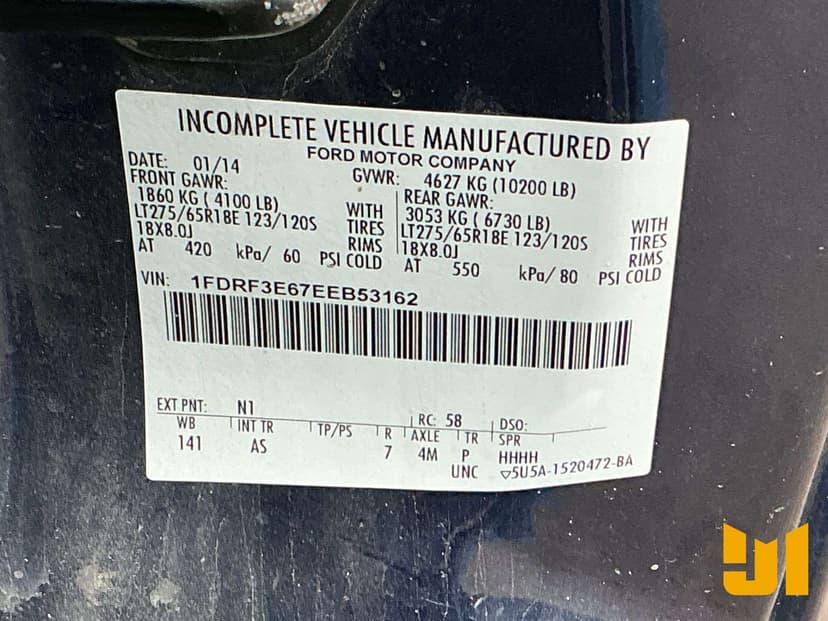 INCOMPLETE VEHICLE MANUFACTURED BY
FORD MOTOR COMPANY
DATE: 01/14 GVWR: 4627 KG (10200 LB)
FRONT GAWR: REAR GAWR:
1860 KG ( 4100 LB) WITH 3053 KG ( 6730 LB) WITH
LT275/65R18E 123/120S TIRES LT275/65R18E 123/120S TIRES
18X8.0J RIMS 18X8.0J RIMS
AT 420 kPa/ 60 PSI COLD AT 550 kPa/ 80 PSI COLD
VIN: 1FDRF3E67EEB53162
EXT PNT: N1 RC: 58 DSO:
WB INT TR TP/PS R AXLE TR SPR
141 AS 7 4M P HHHH
UNC ▽5U5A-1520472-BA